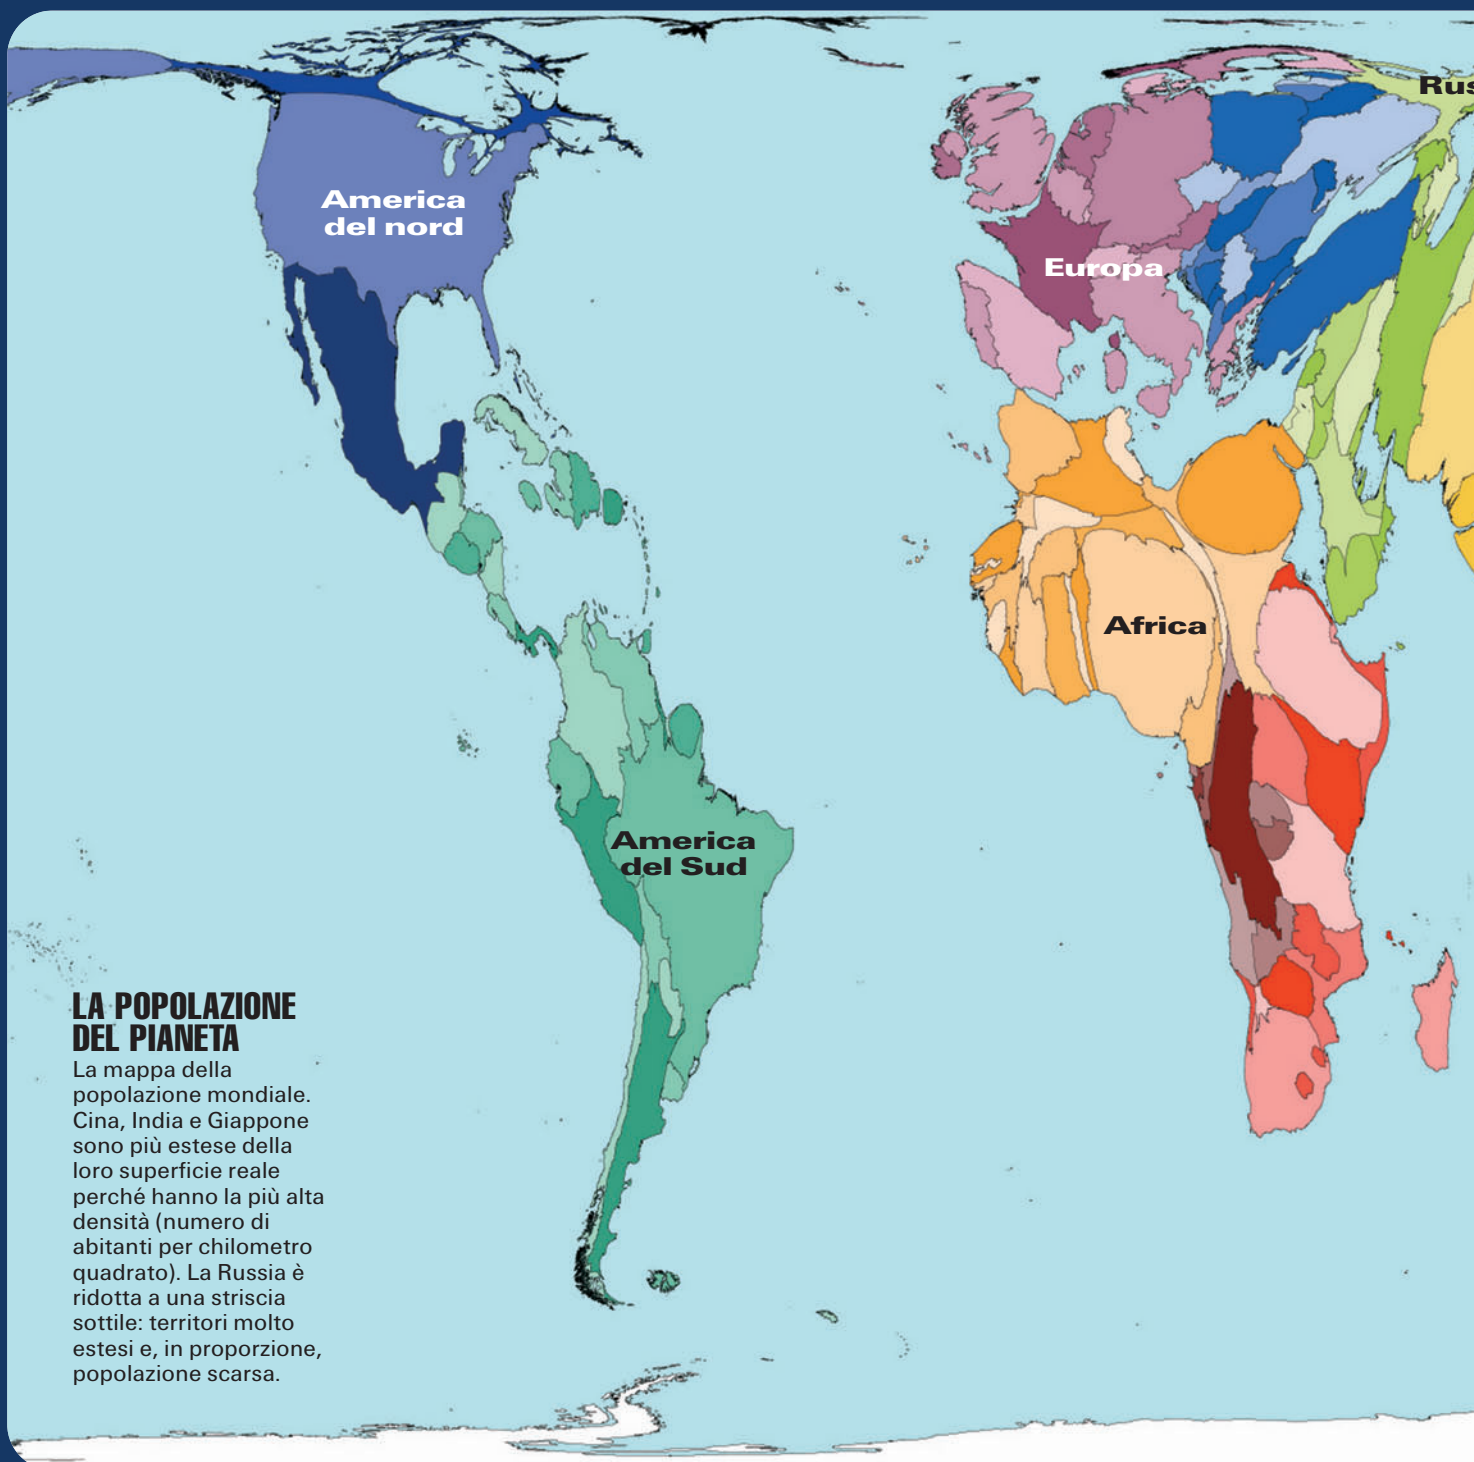 Rus
America
del nord
Europa
Africa
America
del Sud
LA POPOLAZIONE
DEL PIANETA
La mappa della
popolazione mondiale.
Cina, India e Giappone
sono più estese della
loro superficie reale
perché hanno la più alta
densità (numero di
abitanti per chilometro
quadrato). La Russia è
ridotta a una striscia
sottile: territori molto
estesi e, in proporzione,
popolazione scarsa.